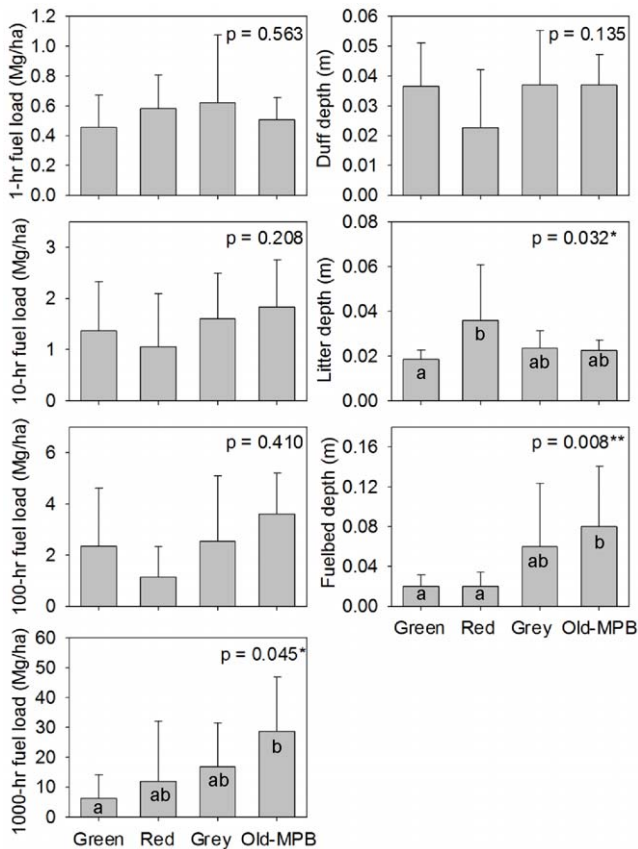 1-hr fuel load (Mg/ha)
1.2
1.0
0.8
0.6
0.4
0.2
0.0
p = 0.563
Duff depth (m)
0.06
0.05
0.04
0.03
0.02
0.01
0.00
p = 0.135
10-hr fuel load (Mg/ha)
3
2
1
0
p = 0.208
Litter depth (m)
0.08
0.06
0.04
0.02
0.00
p = 0.032*
a
b
ab
ab
100-hr fuel load (Mg/ha)
6
4
2
0
p = 0.410
Fuelbed depth (m)
0.16
0.12
0.08
0.04
0.00
p = 0.008**
a
a
ab
b
Green Red Grey Old-MPB
1000-hr fuel load (Mg/ha)
60
50
40
30
20
10
0
p = 0.045*
a
ab
ab
b
Green Red Grey Old-MPB